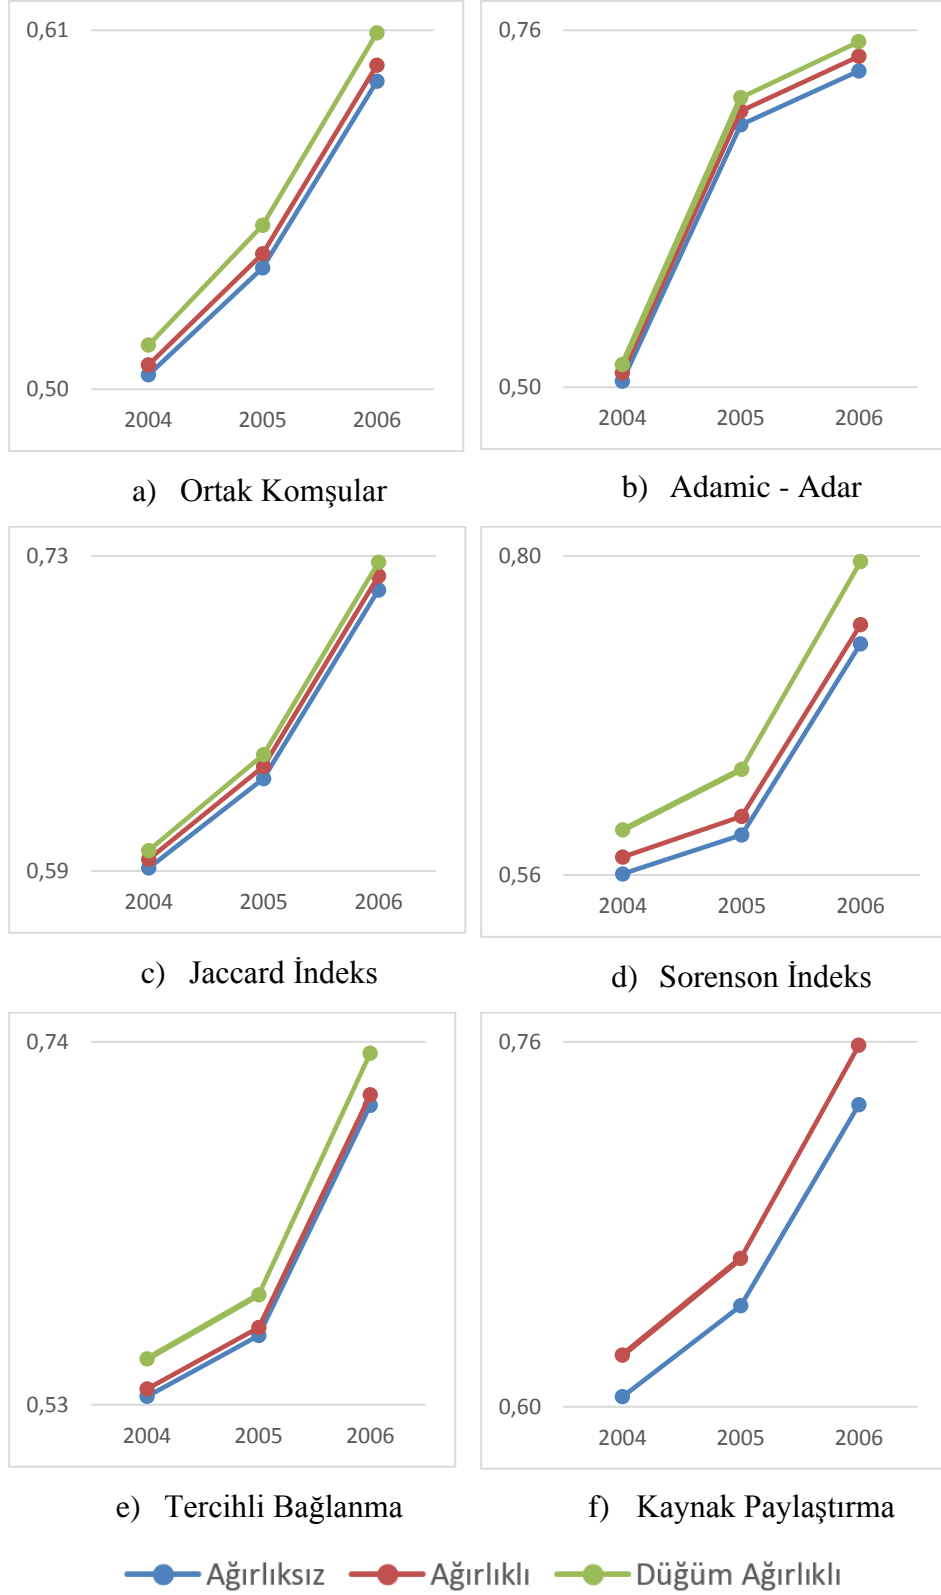 0,61
0,50
2004 2005 2006
a) Ortak Komşular
0,76
0,50
2004 2005 2006
b) Adamic - Adar
0,73
0,59
2004 2005 2006
c) Jaccard İndeks
0,80
0,56
2004 2005 2006
d) Sorenson İndeks
0,74
0,53
2004 2005 2006
e) Tercihli Bağlanma
0,76
0,60
2004 2005 2006
f) Kaynak Paylaştırma
Ağırlıksız Ağırlıklı Düğüm Ağırlıklı